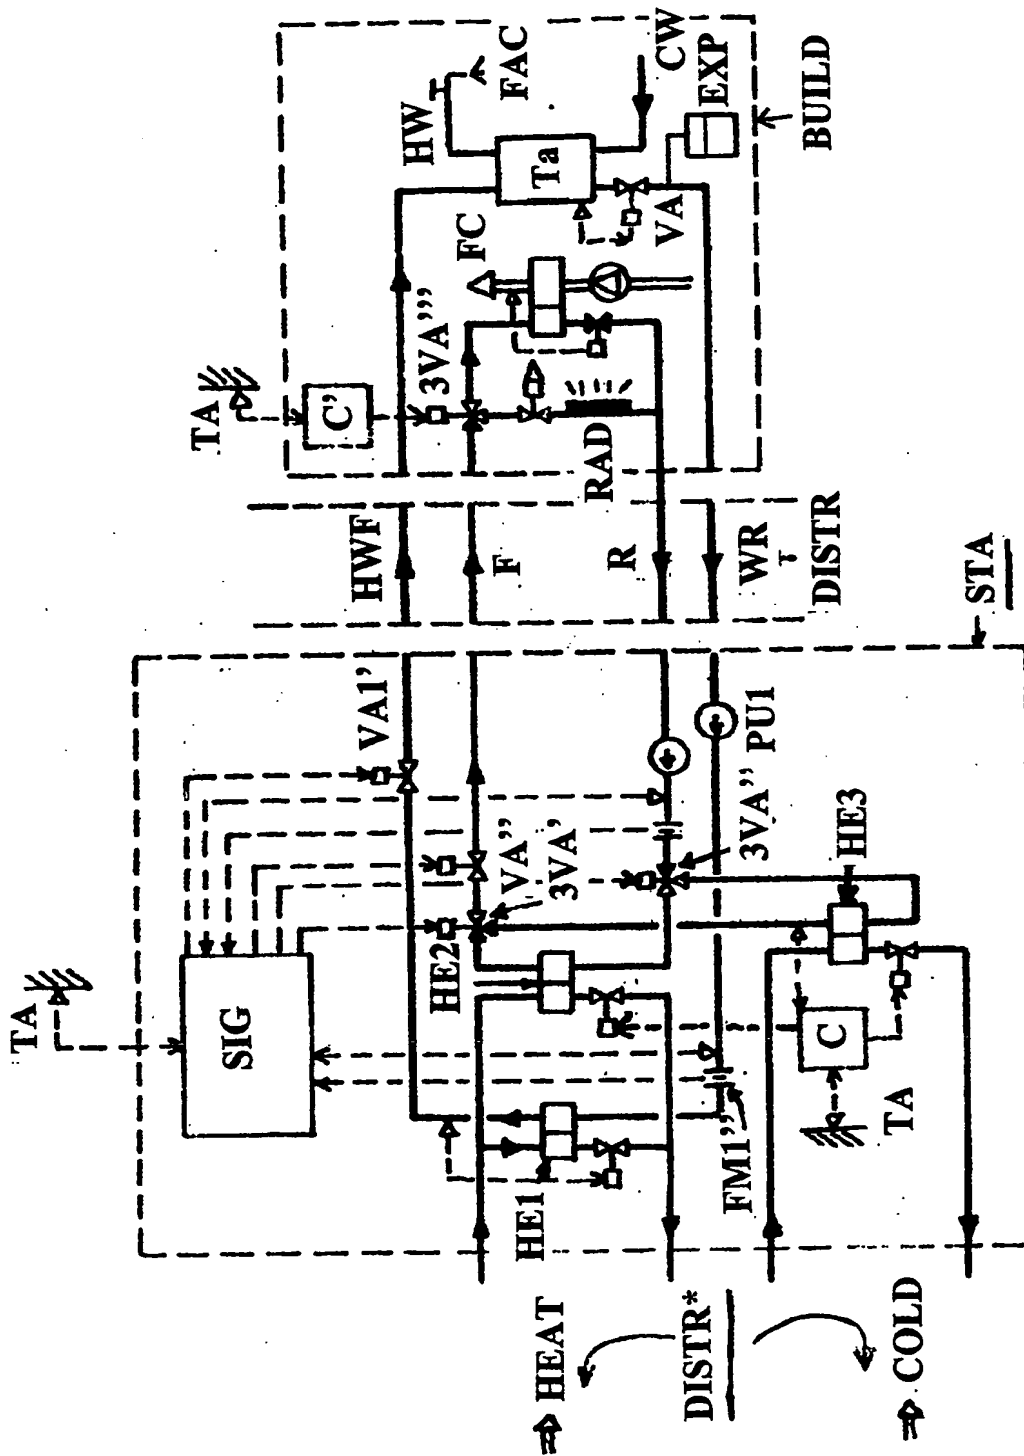 TA
SIG
VA1'
HWF
TA
C'
3VA'''
HW
FAC
FC
Ta
CW
EXP
VA
BUILD
RAD
F
R
WR
DISTR
STA
HE2
VA''
3VA'
PU1
3VA''
HE3
HE1
FM1''
C
TA
HEAT
DISTR*
COLD